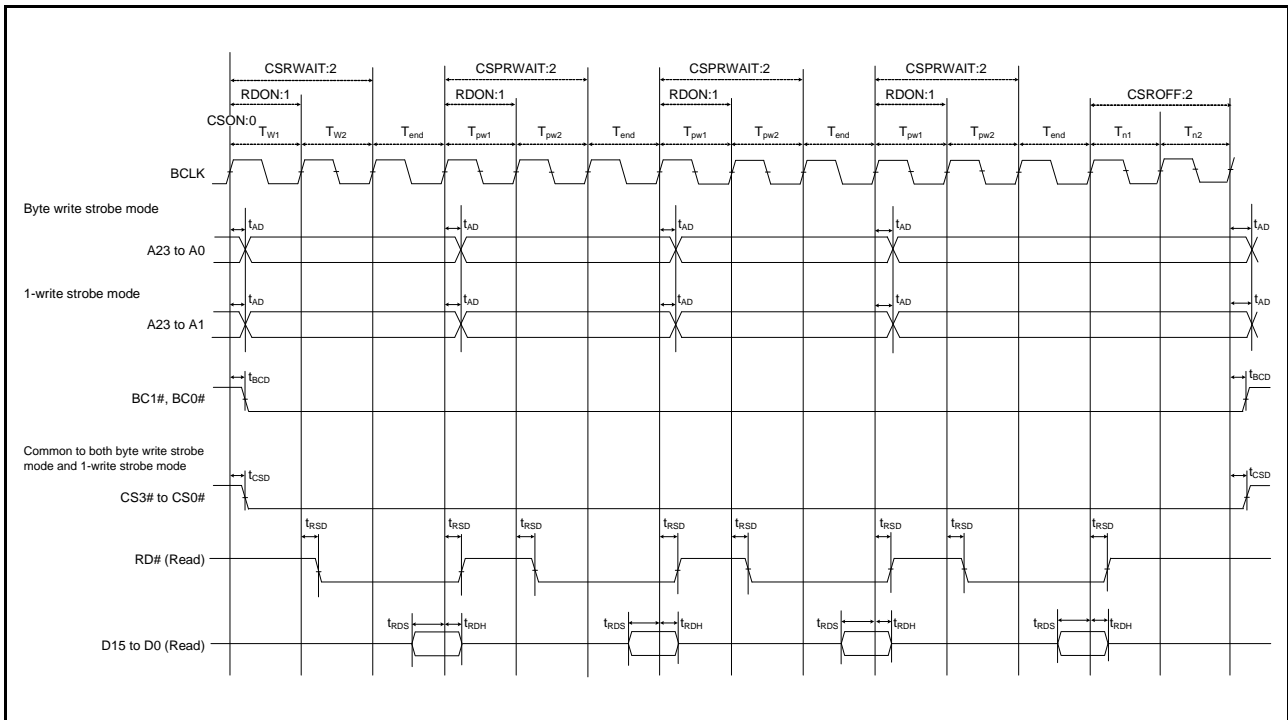 CSRWAIT:2 CSPRWAIT:2 CSPRWAIT:2 CSPRWAIT:2
RDON:1 RDON:1 RDON:1 RDON:1 CSROFF:2
CSON:0
TW1 TW2 Tend Tpw1 Tpw2 Tend Tpw1 Tpw2 Tend Tpw1 Tpw2 Tend Tn1 Tn2
BCLK
Byte write strobe mode
tAD tAD tAD tAD tAD
A23 to A0
1-write strobe mode
tAD tAD tAD tAD tAD
A23 to A1
tBCD tBCD
BC1#, BC0#
Common to both byte write strobe
mode and 1-write strobe mode
tCSD tCSD
CS3# to CS0#
tRSD tRSD tRSD tRSD tRSD tRSD tRSD tRSD
RD# (Read)
tRDS tRDH tRDS tRDH tRDS tRDH tRDS tRDH
D15 to D0 (Read)